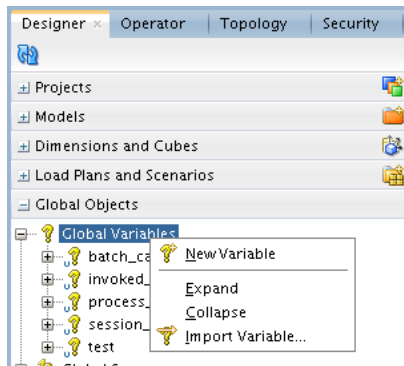 Designer Operator Topology Security
Projects
Models
Dimensions and Cubes
Load Plans and Scenarios
Global Objects
Global Variables
New Variable
invoked_
Expand
process_
Collapse
session_
Import Variable...
test